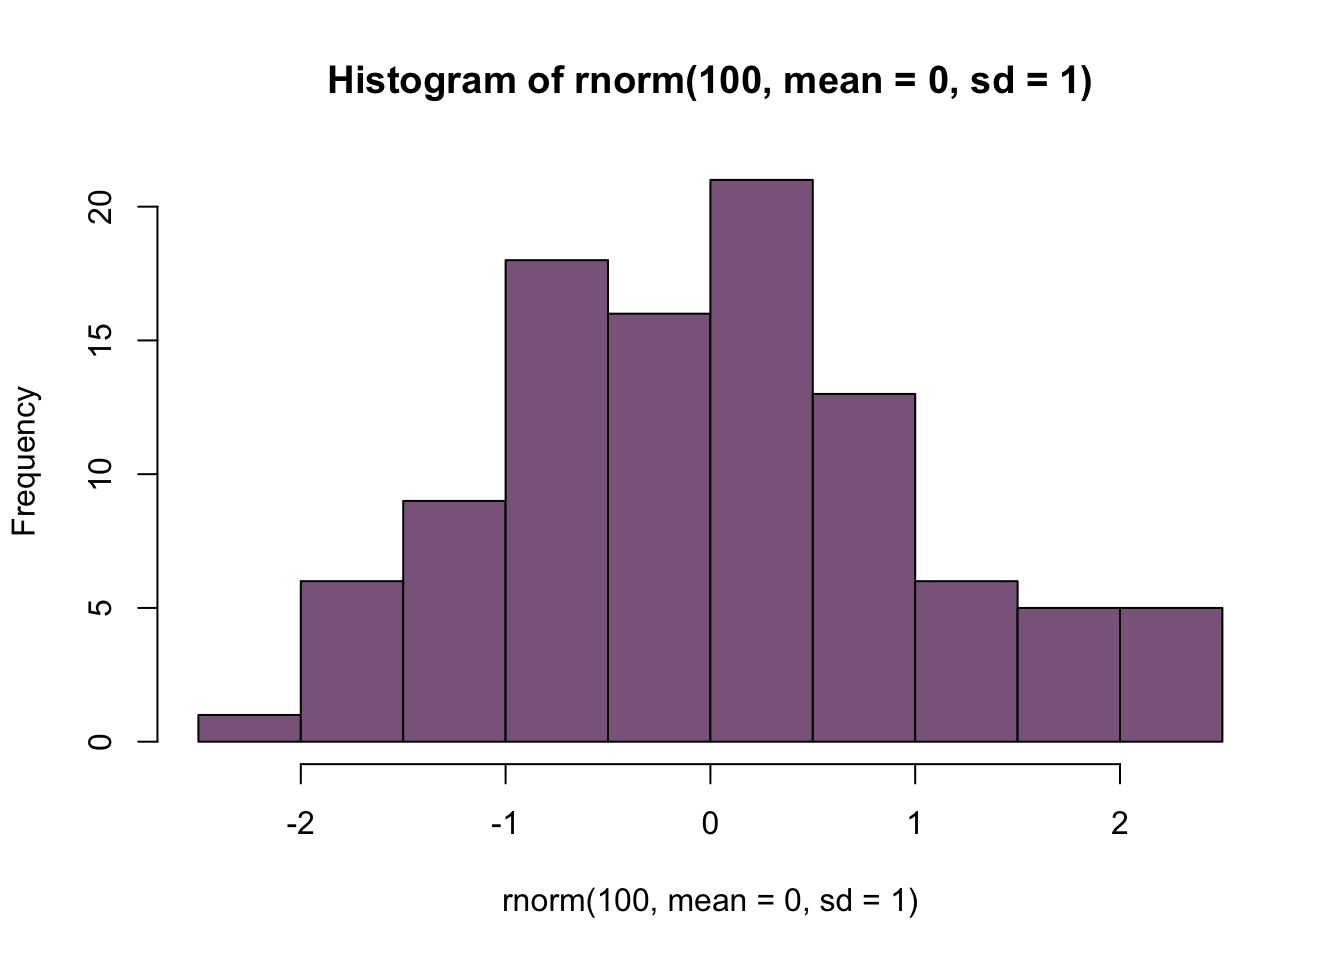 Histogram of rnorm(100, mean = 0, sd = 1)
20
15
10
5
0
Frequency
-2 -1 0 1 2
rnorm(100, mean = 0, sd = 1)